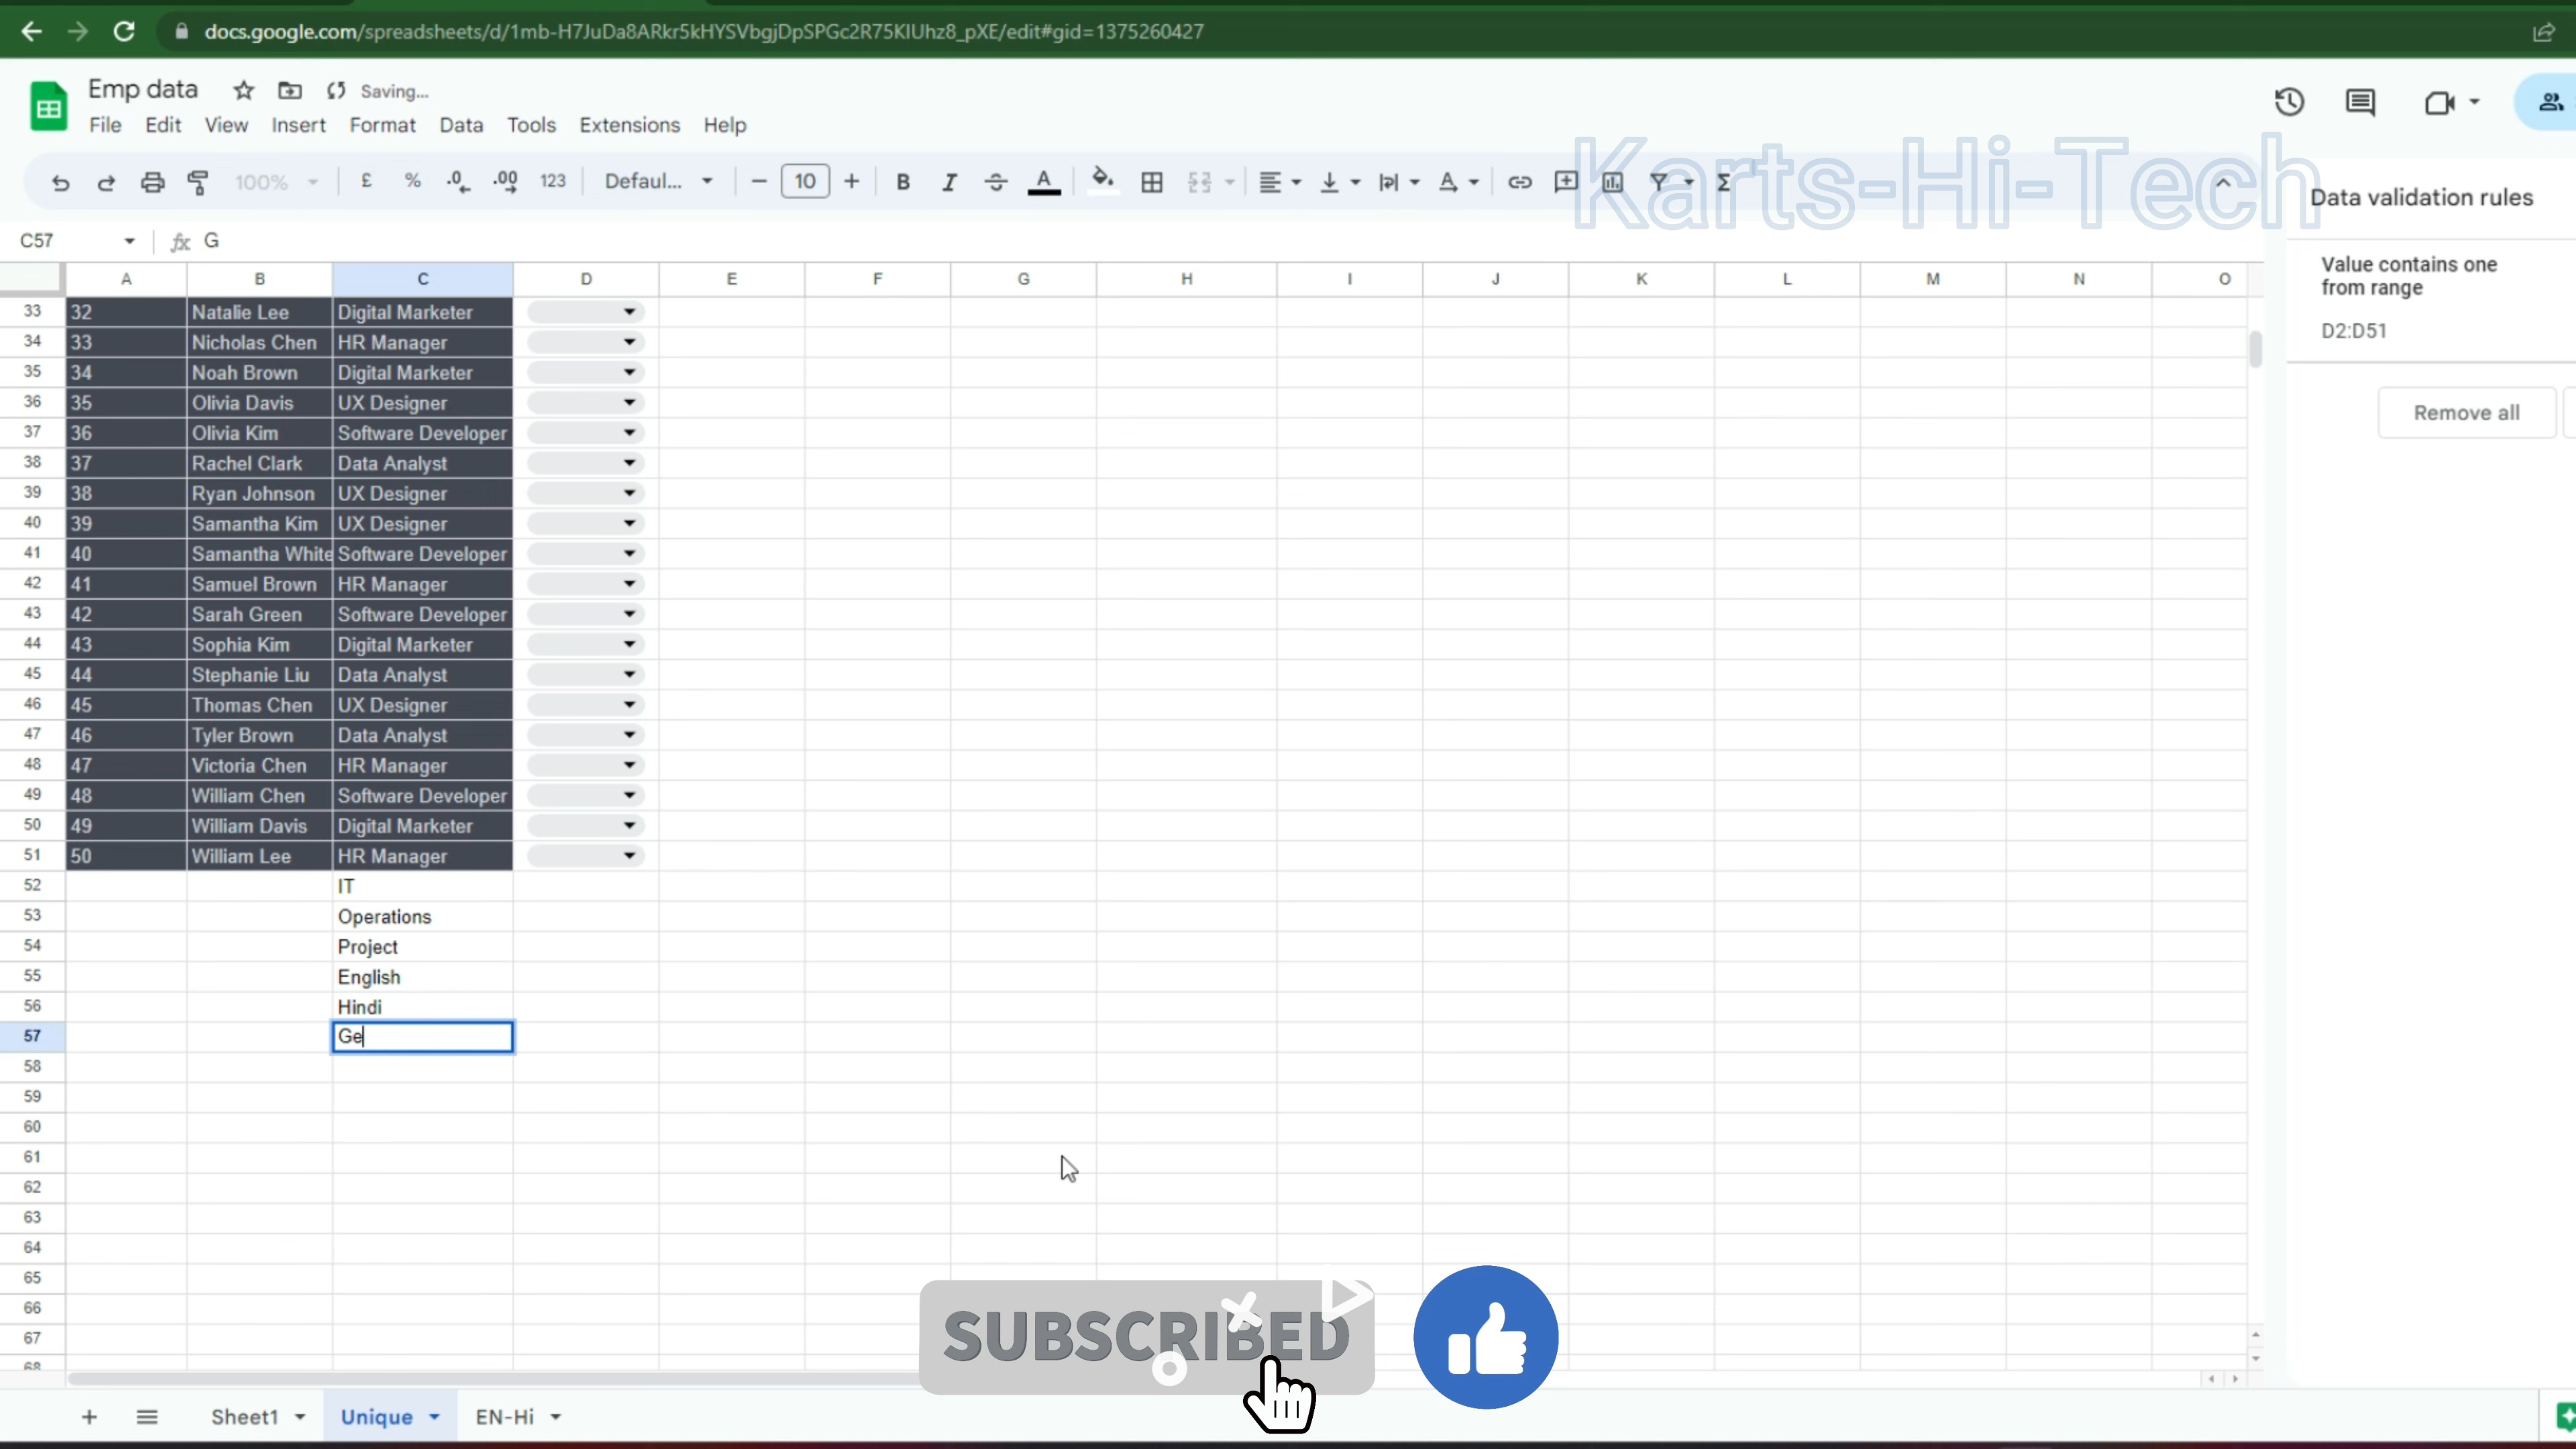 docs.google.com/spreadsheets/d/1mb-H7JuDa8ARkr5kHYSVbgjDpSPGc2R75KIUhz8_pXE/edit#gid=1375260427
Emp data Saving...
File Edit View Insert Format Data Tools Extensions Help
Karts-Hi-Tech
100% £ % .0 .00 123 Defaul... 10 B I A Σ
Data validation rules
C57 fx G
Value contains one
from range
D2:D51
Remove all
A B C D E F G H I J K L M N O
33 32 Natalie Lee Digital Marketer
34 33 Nicholas Chen HR Manager
35 34 Noah Brown Digital Marketer
36 35 Olivia Davis UX Designer
37 36 Olivia Kim Software Developer
38 37 Rachel Clark Data Analyst
39 38 Ryan Johnson UX Designer
40 39 Samantha Kim UX Designer
41 40 Samantha White Software Developer
42 41 Samuel Brown HR Manager
43 42 Sarah Green Software Developer
44 43 Sophia Kim Digital Marketer
45 44 Stephanie Liu Data Analyst
46 45 Thomas Chen UX Designer
47 46 Tyler Brown Data Analyst
48 47 Victoria Chen HR Manager
49 48 William Chen Software Developer
50 49 William Davis Digital Marketer
51 50 William Lee HR Manager
52 IT
53 Operations
54 Project
55 English
56 Hindi
57 Ge
58
59
60
61
62
63
64
65
66
67
68
SUBSCRIBED
Sheet1 Unique EN-Hi